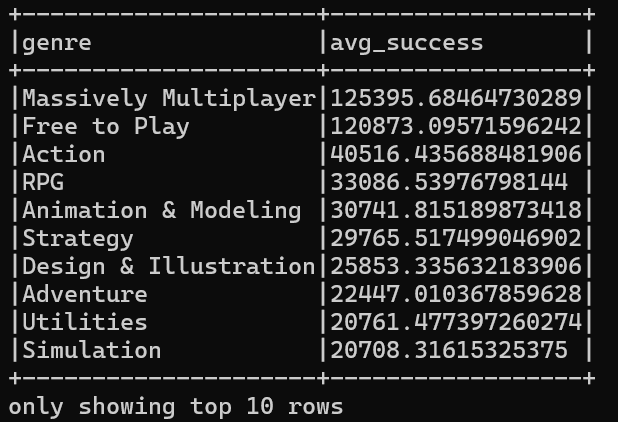 +--------------------+------------------+
|genre               |avg_success       |
+--------------------+------------------+
|Massively Multiplayer|125395.68464730289|
|Free to Play        |120873.09571596242|
|Action              |40516.435688481906|
|RPG                 |33086.53976798144 |
|Animation & Modeling |30741.815189873418|
|Strategy            |29765.517499046902|
|Design & Illustration|25853.335632183906|
|Adventure           |22447.010367859628|
|Utilities           |20761.477397260274|
|Simulation          |20708.31615325375 |
+--------------------+------------------+
only showing top 10 rows